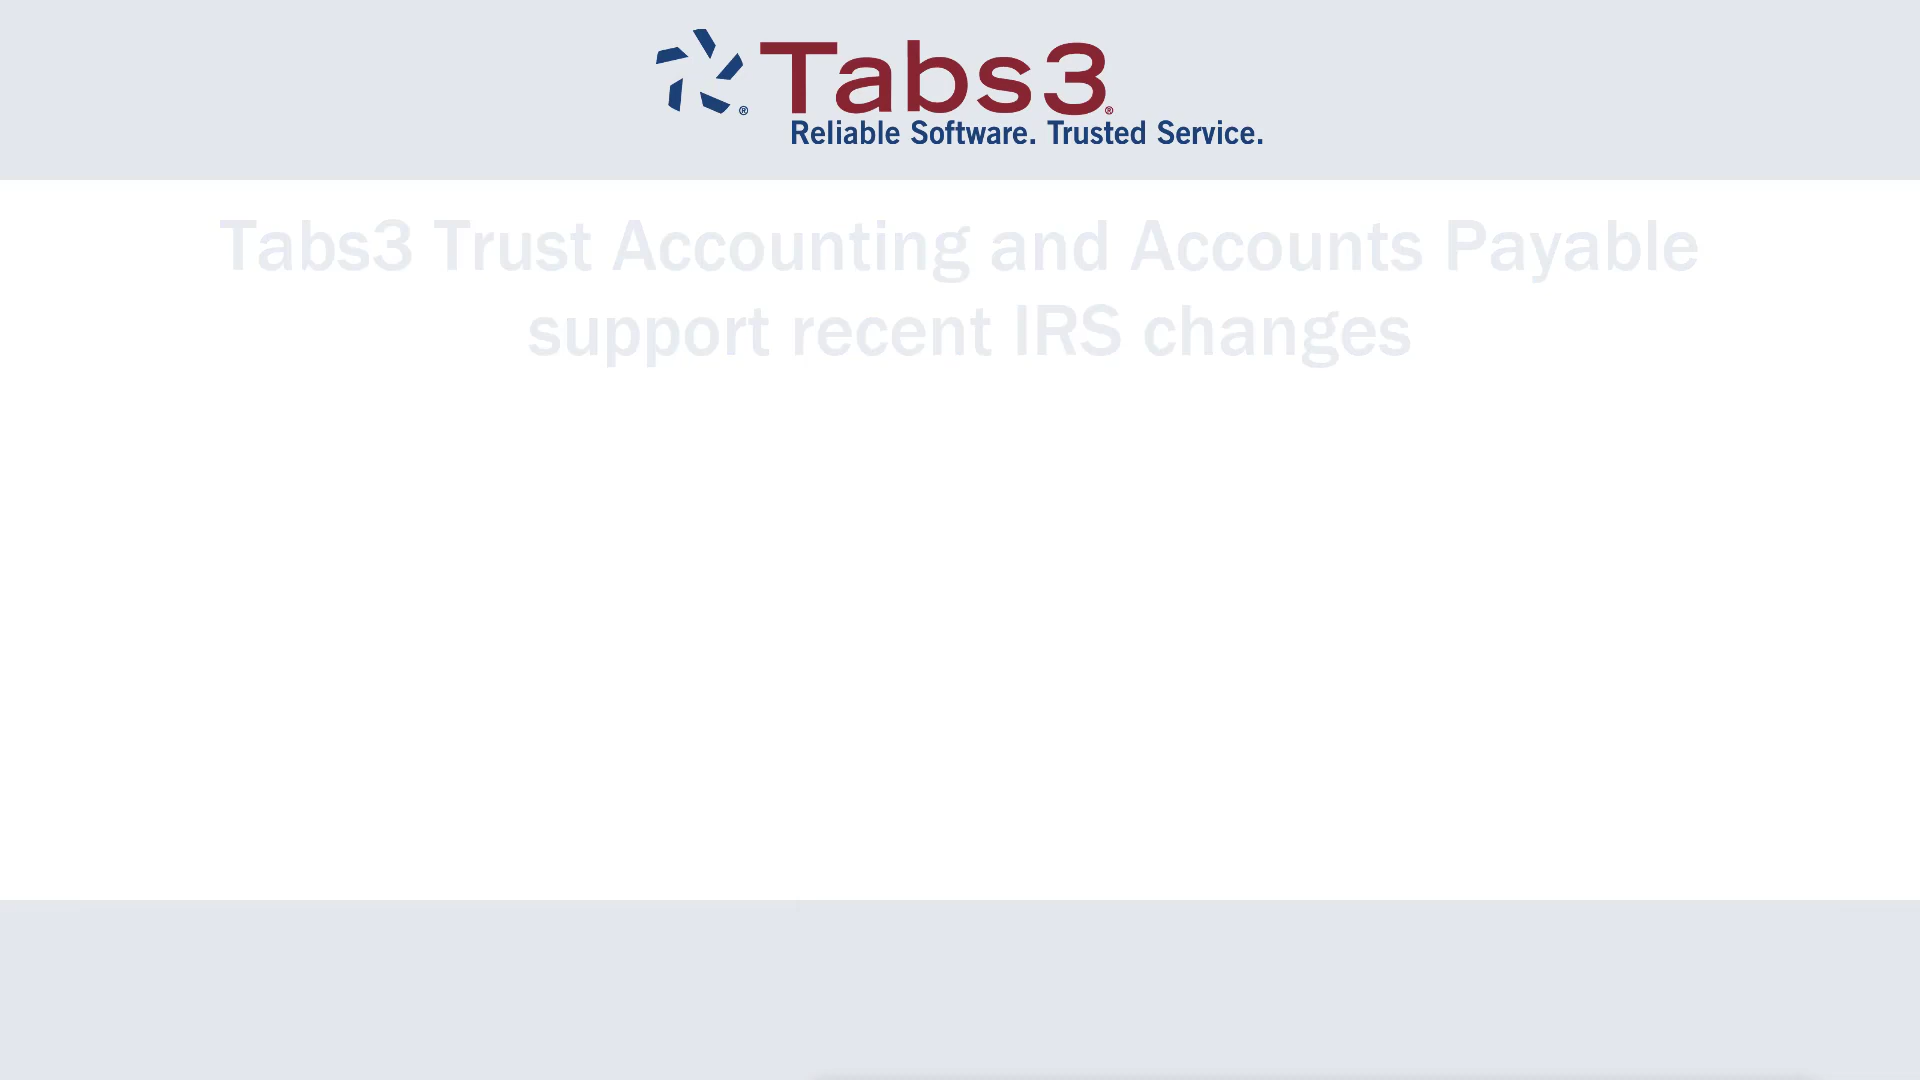 Tabs3®
Reliable Software. Trusted Service.
Tabs3 Trust Accounting and Accounts Payable
support recent IRS changes